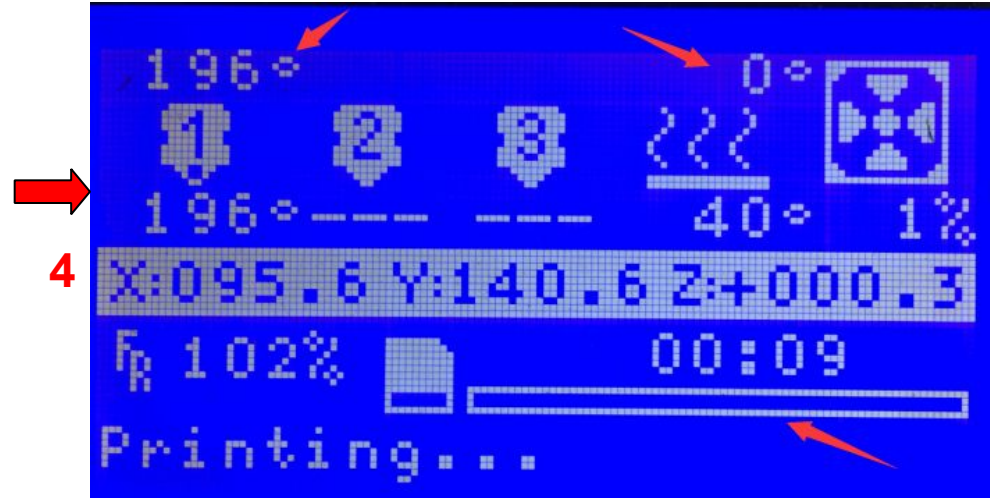 196° 0°
1 2 3
196° --- --- 40° 1%
4
X:095.6 Y:140.6 Z:+000.3
FR 102% 00:09
Printing...